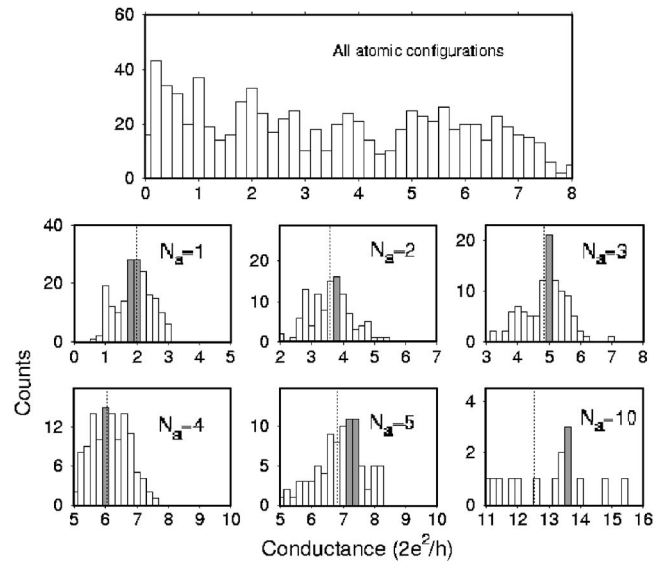 60
40
20
0
All atomic configurations
0 1 2 3 4 5 6 7 8
40
20
0
Na=1
0 1 2 3 4 5
20
10
0
Na=2
2 3 4 5 6 7
20
10
0
Na=3
3 4 5 6 7 8
Counts
12
6
0
Na=4
5 6 7 8 9 10
15
10
5
0
Na=5
5 6 7 8 9 10
4
2
0
Na=10
11 12 13 14 15 16
Conductance (2e²/h)